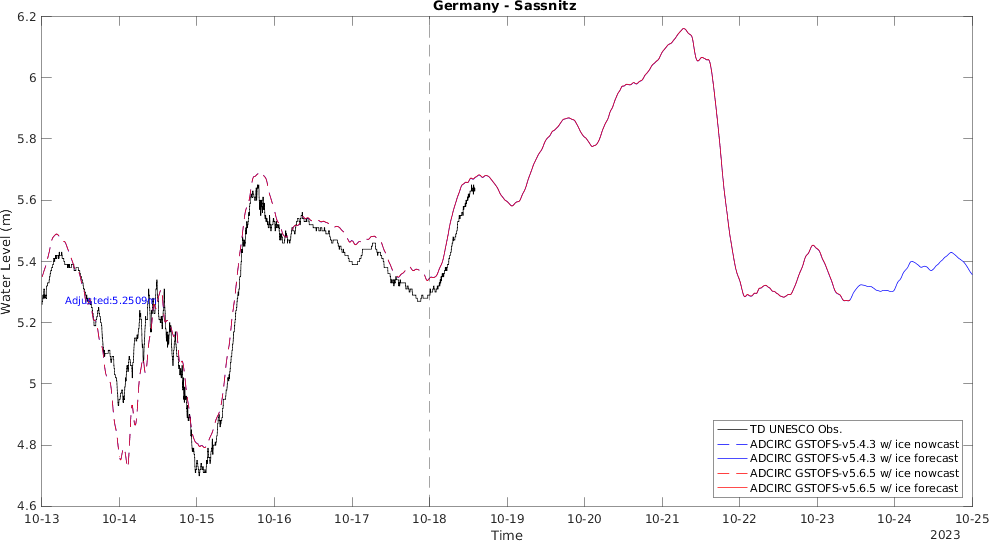 Germany - Sassnitz
6.2
6
5.8
5.6
5.4
5.2
5
4.8
4.6
Water Level (m)
Adjusted:5.2509m
10-13
10-14
10-15
10-16
10-17
10-18
10-19
10-20
10-21
10-22
10-23
10-24
10-25
Time
2023
TD UNESCO Obs.
ADCIRC GSTOFS-v5.4.3 w/ ice nowcast
ADCIRC GSTOFS-v5.4.3 w/ ice forecast
ADCIRC GSTOFS-v5.6.5 w/ ice nowcast
ADCIRC GSTOFS-v5.6.5 w/ ice forecast